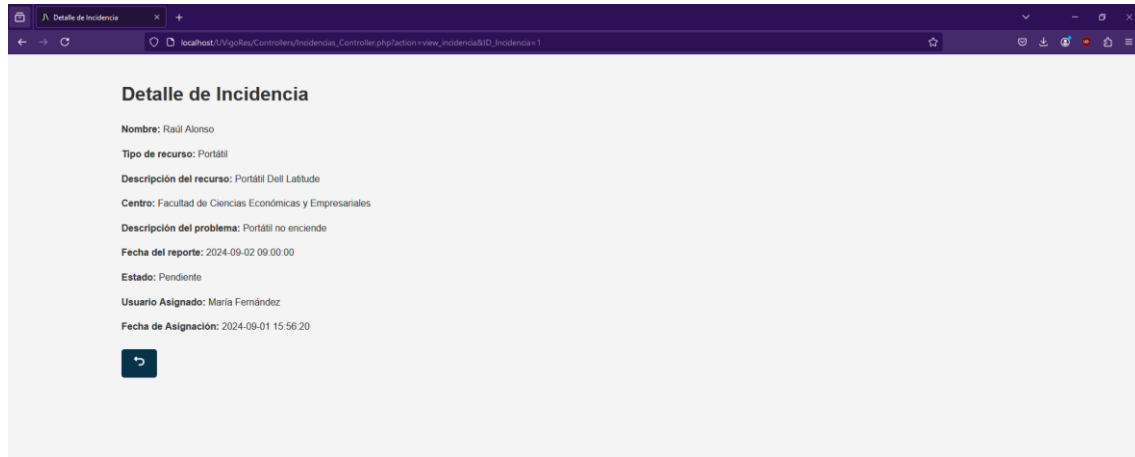 Detalle de Incidencia
localhost/UVigoRes/Controllers/Incidencias_Controller.php?action=view_incidencia&ID_Incidencia=1
Detalle de Incidencia
Nombre: Raúl Alonso
Tipo de recurso: Portátil
Descripción del recurso: Portátil Dell Latitude
Centro: Facultad de Ciencias Económicas y Empresariales
Descripción del problema: Portátil no enciende
Fecha del reporte: 2024-09-02 09:00:00
Estado: Pendiente
Usuario Asignado: María Fernández
Fecha de Asignación: 2024-09-01 15:56:20